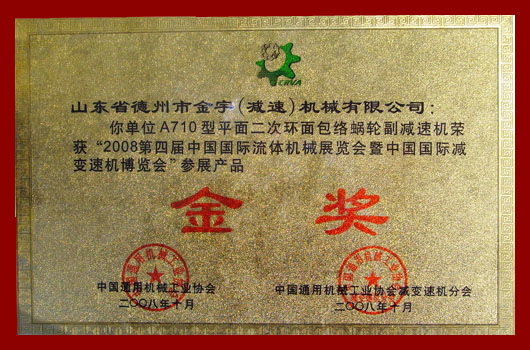 CRVA
山东省德州市金宇（减速）机械有限公司：
你单位A710型平面二次环面包络蜗轮副减速机荣
获“2008第四届中国国际流体机械展览会暨中国国际减
变速机博览会”参展产品
金 奖
中国通用机械工业协会
二〇〇八年十月
中国通用机械工业协会减变速机分会
二〇〇八年十月